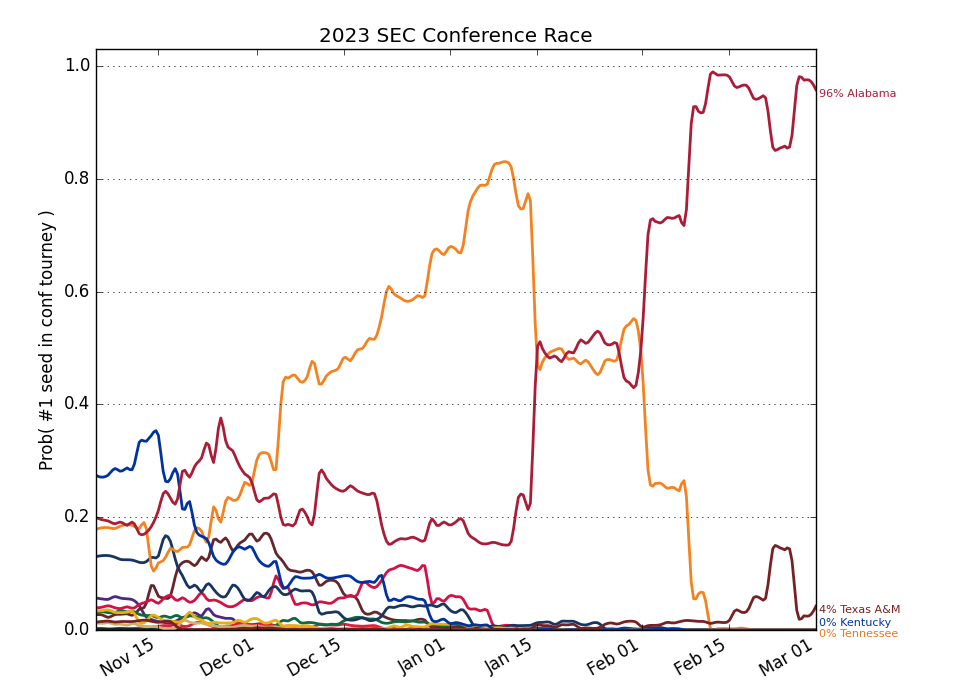 2023 SEC Conference Race
Prob( #1 seed in conf tourney )
1.0
0.8
0.6
0.4
0.2
0.0
96% Alabama
4% Texas A&M
0% Kentucky
0% Tennessee
Nov 15
Dec 01
Dec 15
Jan 01
Jan 15
Feb 01
Feb 15
Mar 01